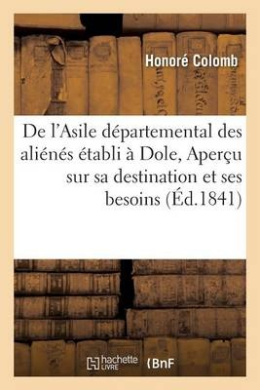 Honoré Colomb
De l'Asile départemental des aliénés établi à Dole, Aperçu
sur sa destination et ses besoins (Éd.1841)
hachette
LIVRE
{BnF